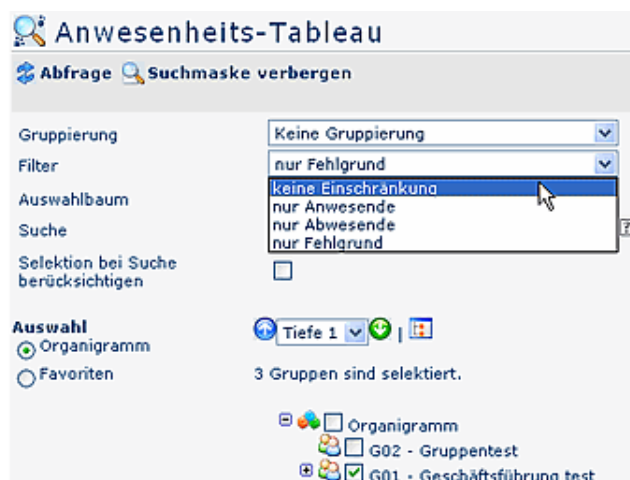 Anwesenheits-Tableau
Abfrage Suchmaske verbergen
Gruppierung Keine Gruppierung
Filter nur Fehlgrund
keine Einschränkung
Auswahlbaum
nur Anwesende
nur Abwesende
Suche
nur Fehlgrund
?
Selektion bei Suche
berücksichtigen
Auswahl
Tiefe 1 |
Organigramm
Favoriten 3 Gruppen sind selektiert.
Organigramm
G02 - Gruppentest
G01 - Geschäftsführung test